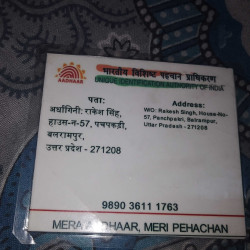 भारतीय विशिष्ट पहचान प्राधिकरण
UNIQUE IDENTIFICATION AUTHORITY OF INDIA
AADHAAR
पता:
अर्धांगिनी: राकेश सिंह,
हाउस-न-57, पचपकड़ी,
बलरामपुर,
उत्तर प्रदेश - 271208
Address:
W/O: Rakesh Singh, House-No-
57, Panchpakri, Balrampur,
Uttar Pradesh - 271208
9890 3611 1763
MERA AADHAAR, MERI PEHACHAN